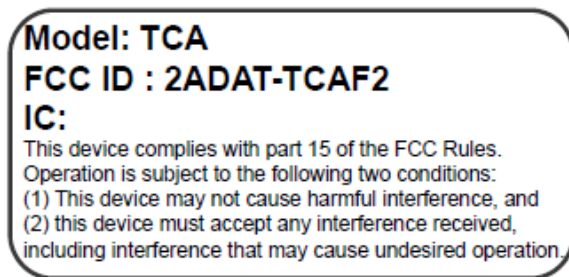 Model: TCA
FCC ID : 2ADAT-TCAF2
IC:
This device complies with part 15 of the FCC Rules.
Operation is subject to the following two conditions:
(1) This device may not cause harmful interference, and
(2) this device must accept any interference received,
including interference that may cause undesired operation.